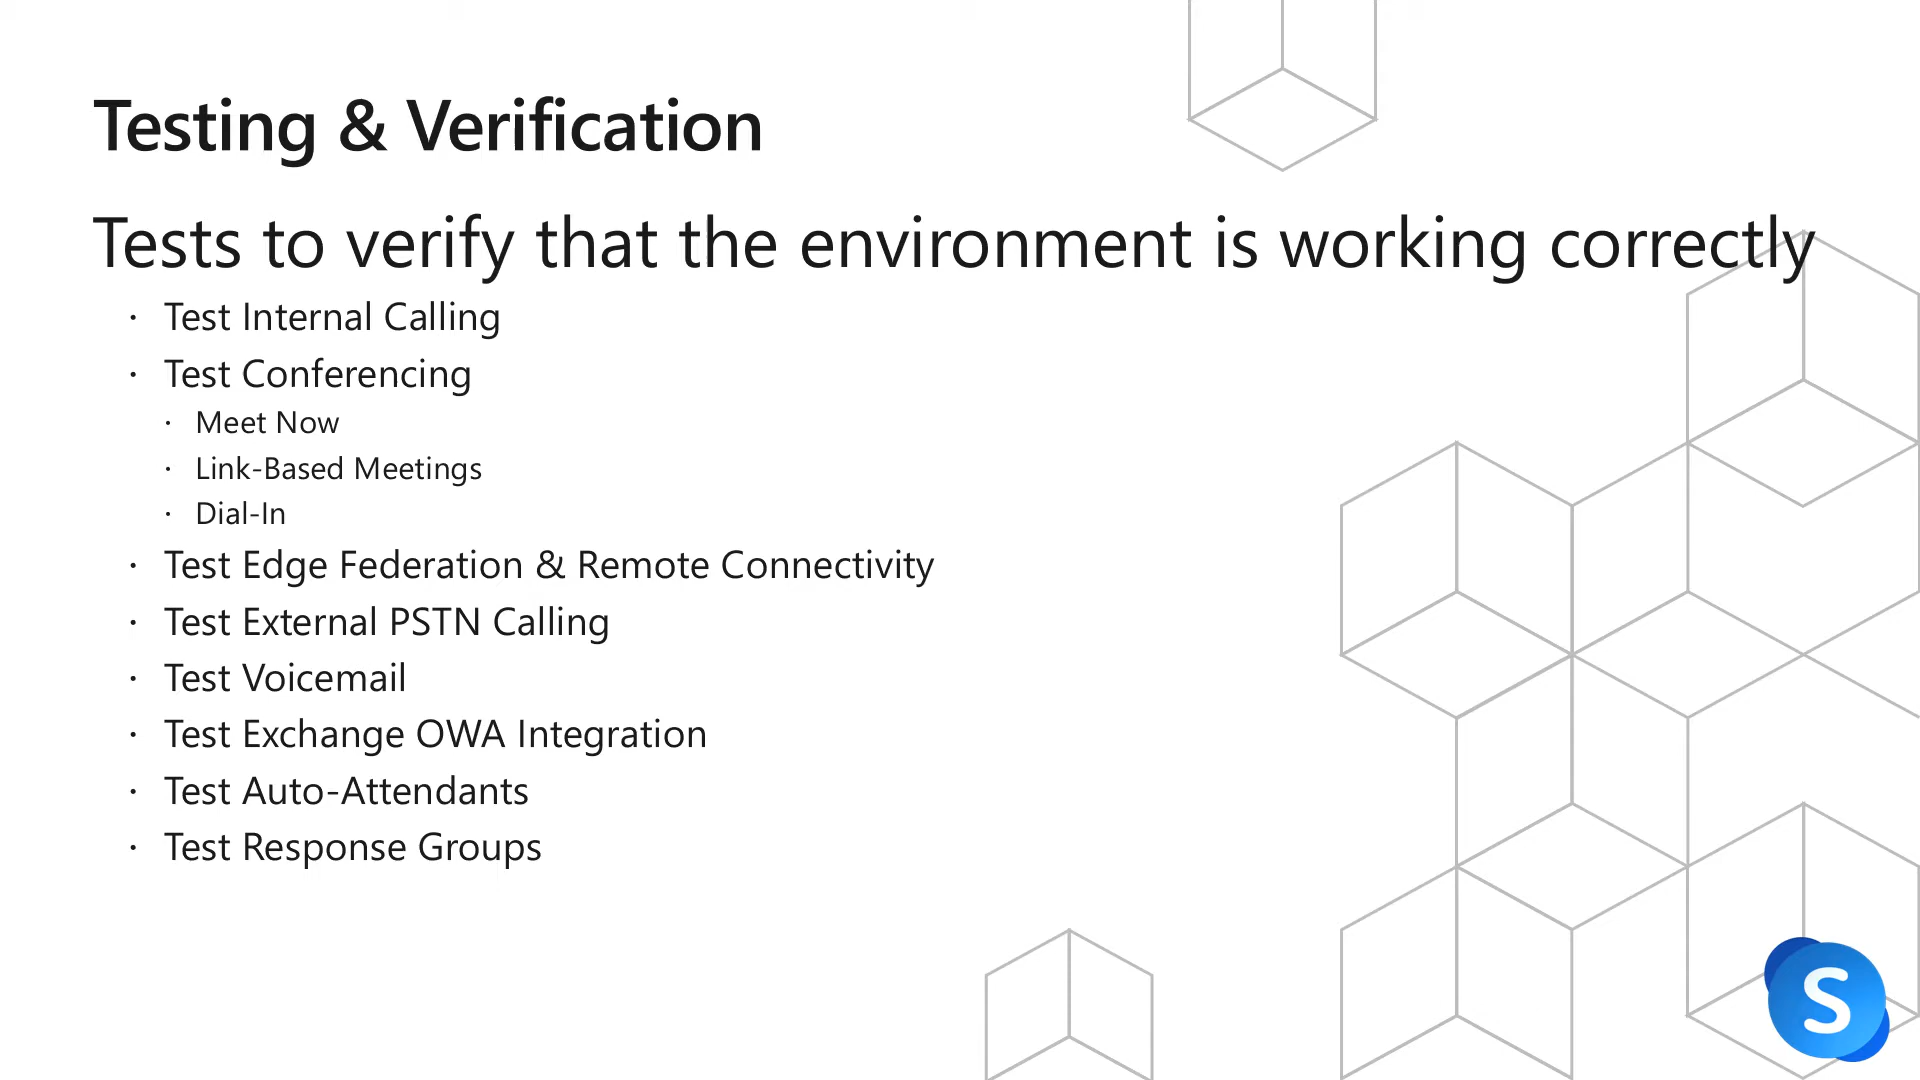 Testing & Verification
Tests to verify that the environment is working correctly
· Test Internal Calling
· Test Conferencing
· Meet Now
· Link-Based Meetings
· Dial-In
· Test Edge Federation & Remote Connectivity
· Test External PSTN Calling
· Test Voicemail
· Test Exchange OWA Integration
· Test Auto-Attendants
· Test Response Groups
S